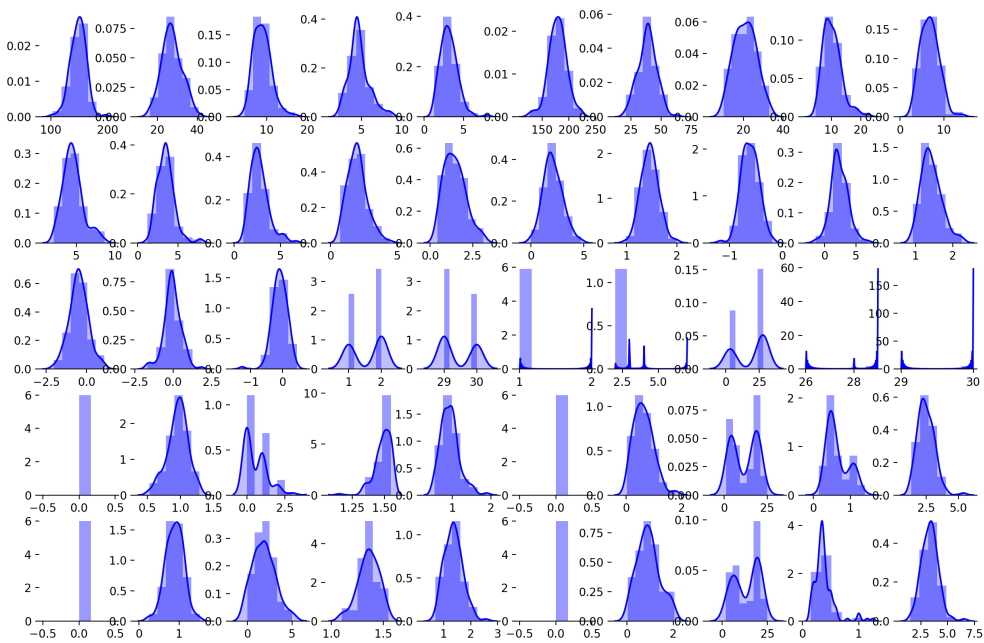 0.02 0.01 0.00 100 200
0.075 0.050 0.025 0.000 20 40
0.15 0.10 0.05 0.00 10 20
0.4 0.2 0.0 5 10
0.4 0.2 0.0 0 5
0.02 0.01 0.00 150 200 250
0.06 0.04 0.02 0.00 25 50 75
0.06 0.04 0.02 0.00 20 40
0.10 0.05 0.00 10 20
0.15 0.10 0.05 0.00 0 10
0.3 0.2 0.1 0.0 5 10
0.4 0.2 0.0 0 5
0.4 0.2 0.0 0 5
0.4 0.2 0.0 0 5
0.6 0.4 0.2 0.0 0.0 2.5
0.4 0.2 0.0 0 5
2 1 0 1 2
2 1 0 −1 0
0.3 0.2 0.1 0.0 0 5
1.5 1.0 0.5 0.0 1 2
0.6 0.4 0.2 0.0 −2.5 0.0
0.75 0.50 0.25 0.00 −2.5 0.0 2.5
1.5 1.0 0.5 0.0 −1 0
3 2 1 0 1 2
3 2 1 0 29 30
6 4 2 0 1 2
1.0 0.5 0.0 2.5 5.0
0.15 0.10 0.05 0.00 0 25
60 40 20 0 26 28
150 100 50 0 29 30
6 4 2 0 −0.5 0.0 0.5
2 1 0 0.5 1.0 1.5
1.0 0.5 0.0 0.0 2.5
10 5 0 1.25 1.50
1.5 1.0 0.5 0.0 1 2
6 4 2 0 −0.5 0.0 0.5
1.0 0.5 0.0 0 2
0.075 0.050 0.025 0.000 0 25
2 1 0 0 1
0.6 0.4 0.2 0.0 2.5 5.0
6 4 2 0 −0.5 0.0 0.5
1.5 1.0 0.5 0.0 0 1
0.3 0.2 0.1 0.0 0 5
4 2 0 1.0 1.5
1.0 0.5 0.0 1 2 3
6 4 2 0 −0.5 0.0 0.5
0.75 0.50 0.25 0.00 0 2
0.10 0.05 0.00 0 25
4 2 0 0 1
0.4 0.2 0.0 2.5 5.0 7.5